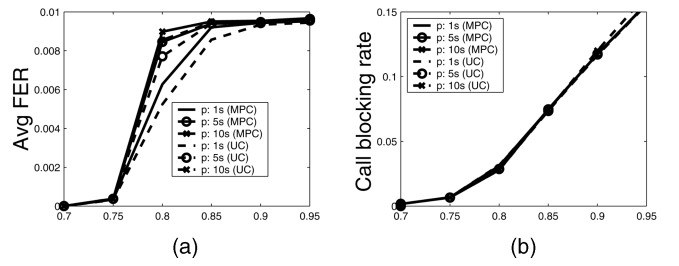 Avg FER
0.01
0.008
0.006
0.004
0.002
0
0.7
0.75
0.8
0.85
0.9
0.95
p: 1s (MPC)
p: 5s (MPC)
p: 10s (MPC)
p: 1s (UC)
p: 5s (UC)
p: 10s (UC)
(a)
Call blocking rate
0.15
0.1
0.05
0
0.7
0.75
0.8
0.85
0.9
0.95
p: 1s (MPC)
p: 5s (MPC)
p: 10s (MPC)
p: 1s (UC)
p: 5s (UC)
p: 10s (UC)
(b)